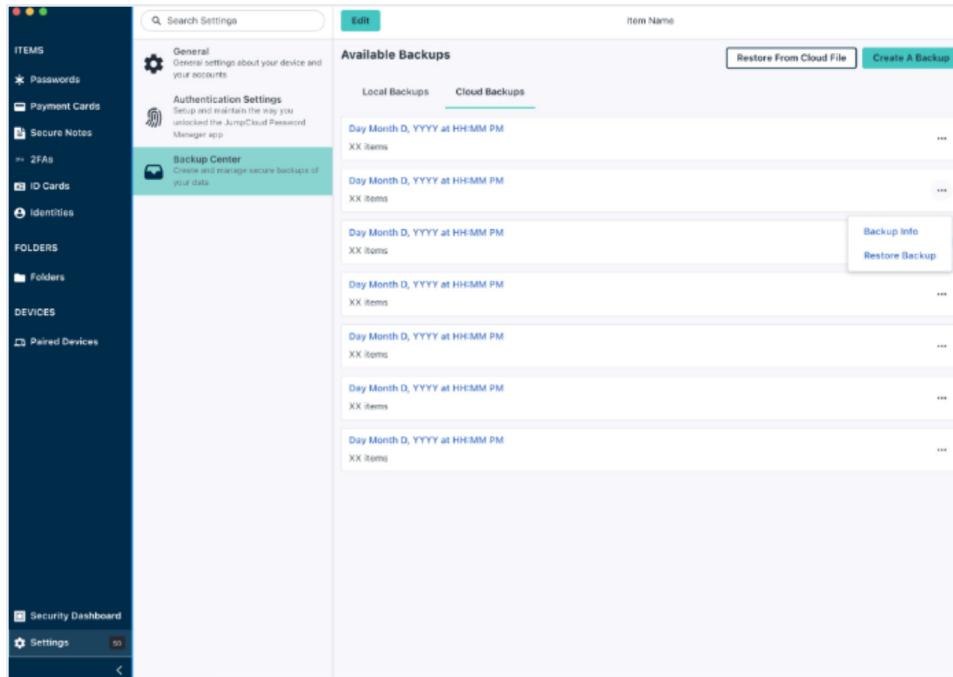 Search Settings
Edit
Item Name
ITEMS
Passwords
Payment Cards
Secure Notes
2FAs
ID Cards
Identities
FOLDERS
Folders
DEVICES
Paired Devices
Security Dashboard
Settings
50
General
General settings about your device and
your accounts
Authentication Settings
Setup and maintain the way you
unlocked the JumpCloud Password
Manager app
Backup Center
Create and manage secure backups of
your data
Available Backups
Restore From Cloud File
Create A Backup
Local Backups
Cloud Backups
Day Month D, YYYY at HH:MM PM
XX items
Day Month D, YYYY at HH:MM PM
XX items
Backup Info
Restore Backup
Day Month D, YYYY at HH:MM PM
XX items
Day Month D, YYYY at HH:MM PM
XX items
Day Month D, YYYY at HH:MM PM
XX items
Day Month D, YYYY at HH:MM PM
XX items
Day Month D, YYYY at HH:MM PM
XX items